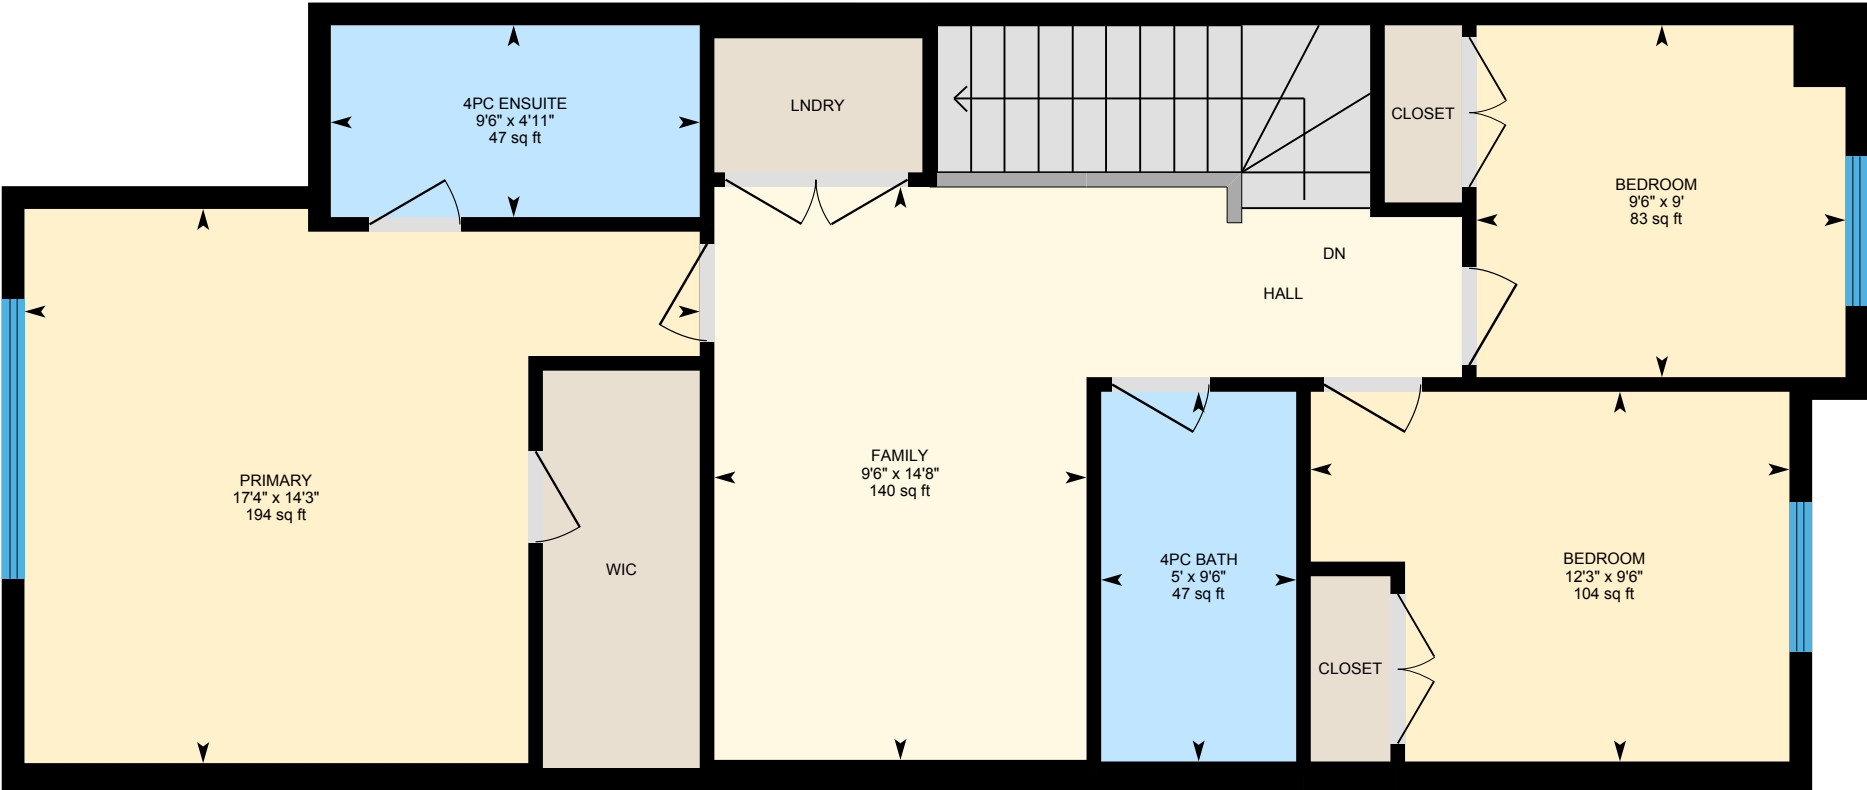 4PC ENSUITE
9'6" x 4'11"
47 sq ft
LNDRY
CLOSET
BEDROOM
9'6" x 9'
83 sq ft
DN
HALL
PRIMARY
17'4" x 14'3"
194 sq ft
WIC
FAMILY
9'6" x 14'8"
140 sq ft
4PC BATH
5' x 9'6"
47 sq ft
BEDROOM
12'3" x 9'6"
104 sq ft
CLOSET